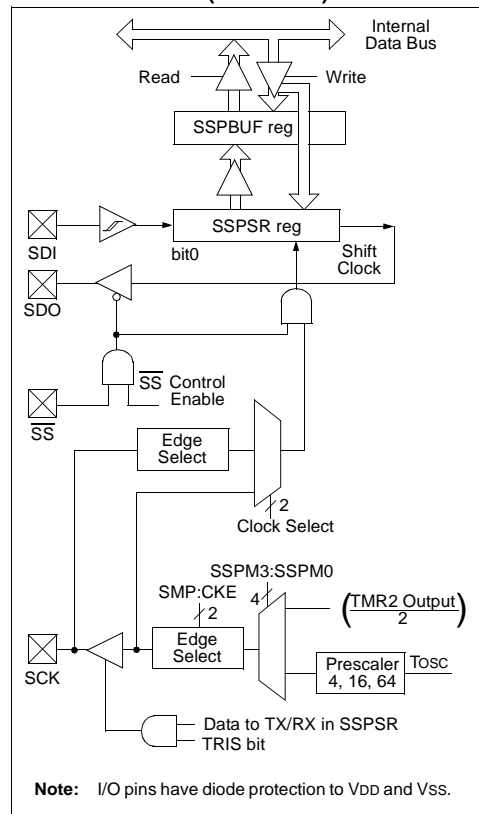 Internal
Data Bus
Read
Write
SSPBUF reg
SSPSR reg
SDI
bit0
Shift
Clock
SDO
SS Control
Enable
SS
Edge
Select
2
Clock Select
SSPM3:SSPM0
SMP:CKE
4
2
(TMR2 Output
2)
Edge
Select
Prescaler
4, 16, 64
TOSC
SCK
Data to TX/RX in SSPSR
TRIS bit
Note: I/O pins have diode protection to VDD and VSS.